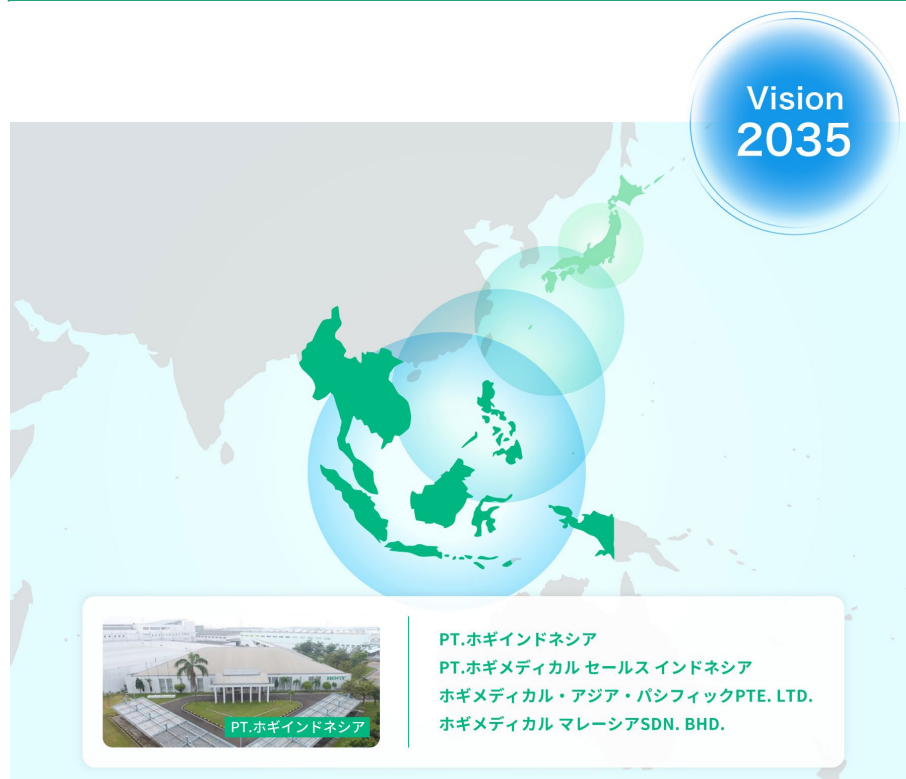 Vision
2035
PT.ホギインドネシア
PT.ホギインドネシア
PT.ホギメディカル セールス インドネシア
ホギメディカル・アジア・パシフィックPTE. LTD.
ホギメディカル マレーシアSDN. BHD.